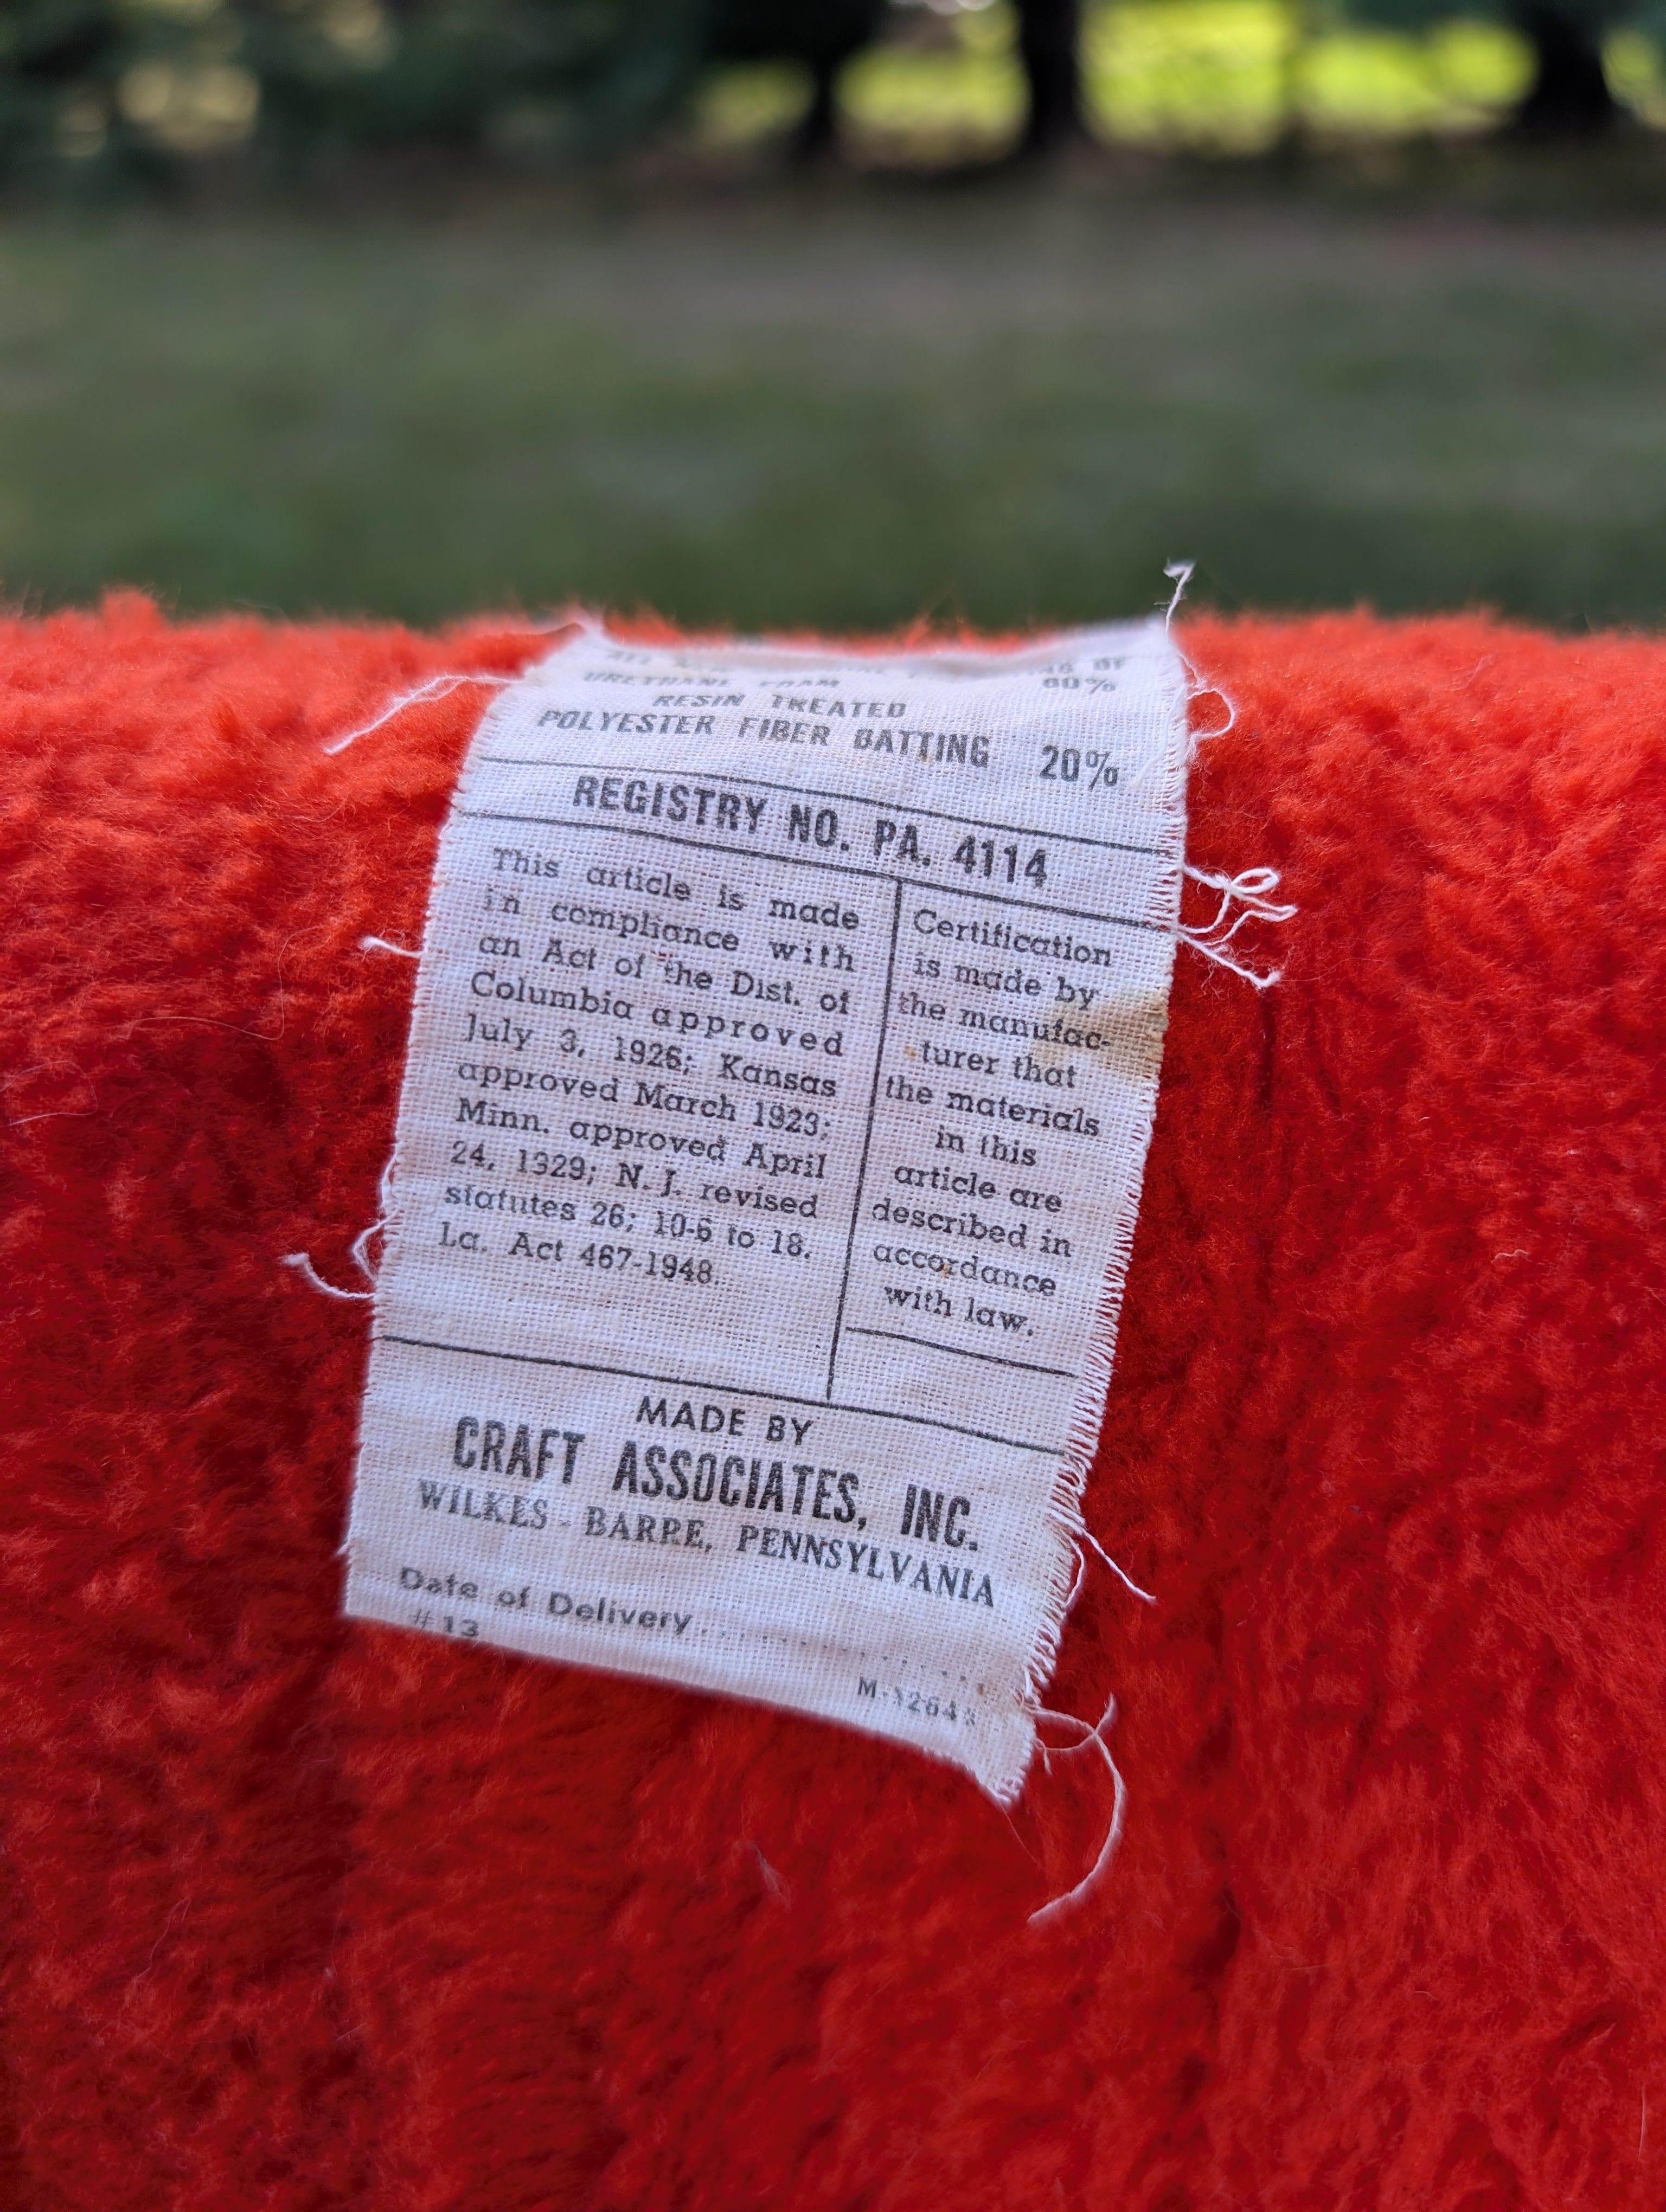 URETHANE FOAM
RESIN TREATED
POLYESTER FIBER BATTING 20%
REGISTRY NO. PA. 4114
This article is made
in compliance with
an Act of the Dist. of
Columbia approved
July 3, 1926; Kansas
approved March 1923;
Minn. approved April
24, 1929; N. J. revised
statutes 26; 10-6 to 18.
La. Act 467-1948.
Certification
is made by
the manufac-
turer that
the materials
in this
article are
described in
accordance
with law.
MADE BY
CRAFT ASSOCIATES, INC.
WILKES - BARRE, PENNSYLVANIA
Date of Delivery
#13